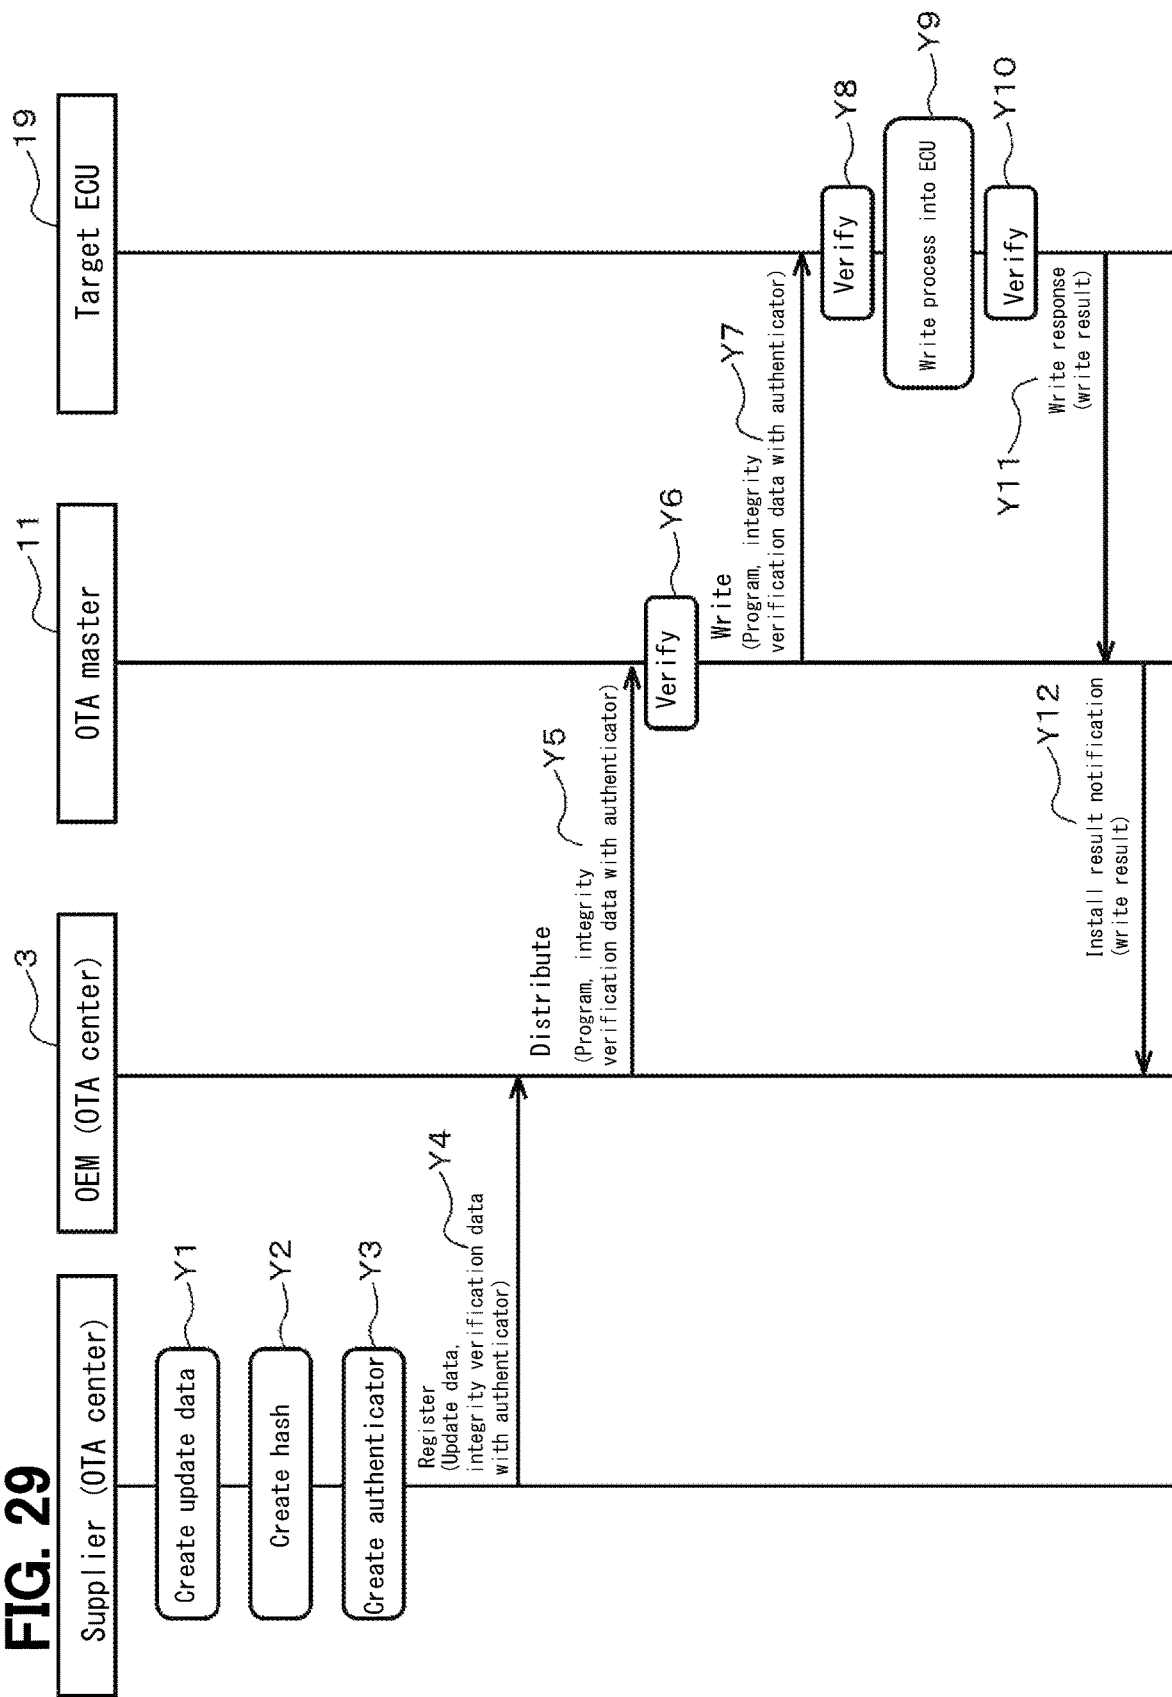 FIG. 29
Supplier (OTA center)
OEM (OTA center)
3
OTA master
11
Target ECU
19
Create update data
Y1
Create hash
Y2
Create authenticator
Y3
Register
(Update data,
integrity verification data
with authenticator)
Y4
Distribute
(Program, integrity
verification data with authenticator)
Y5
Verify
Y6
Write
(Program, integrity
verification data with authenticator)
Y7
Verify
Y8
Write process into ECU
Y9
Verify
Y10
Write response
(write result)
Y11
Install result notification
(write result)
Y12